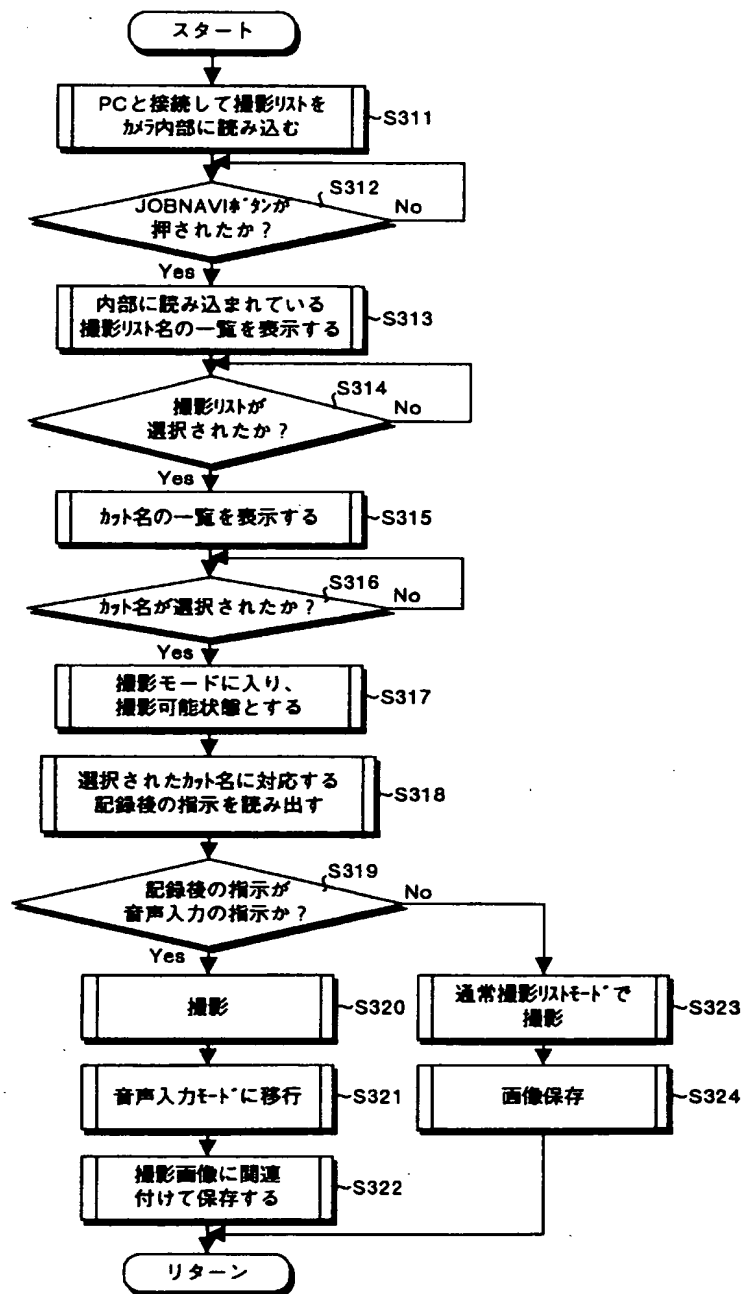 スタート
PCと接続して撮影リストを
カメラ内部に読み込む
S311
S312
JOBNAVIボタンが
押されたか?
No
Yes
内部に読み込まれている
撮影リスト名の一覧を表示する
S313
S314
撮影リストが
選択されたか?
No
Yes
カット名の一覧を表示する
S315
S316
カット名が選択されたか?
No
Yes
撮影モードに入り、
撮影可能状態とする
S317
選択されたカット名に対応する
記録後の指示を読み出す
S318
S319
記録後の指示が
音声入力の指示か?
No
Yes
撮影
S320
通常撮影リストモードで
撮影
S323
音声入力モードに移行
S321
画像保存
S324
撮影画像に関連
付けて保存する
S322
リターン